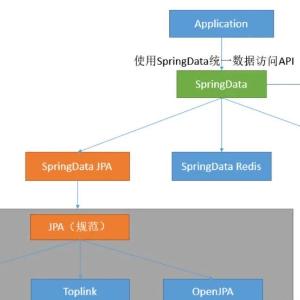 Application
使用SpringData统一数据访问API
SpringData
SpringData JPA
SpringData Redis
JPA（规范）
Toplink
OpenJPA